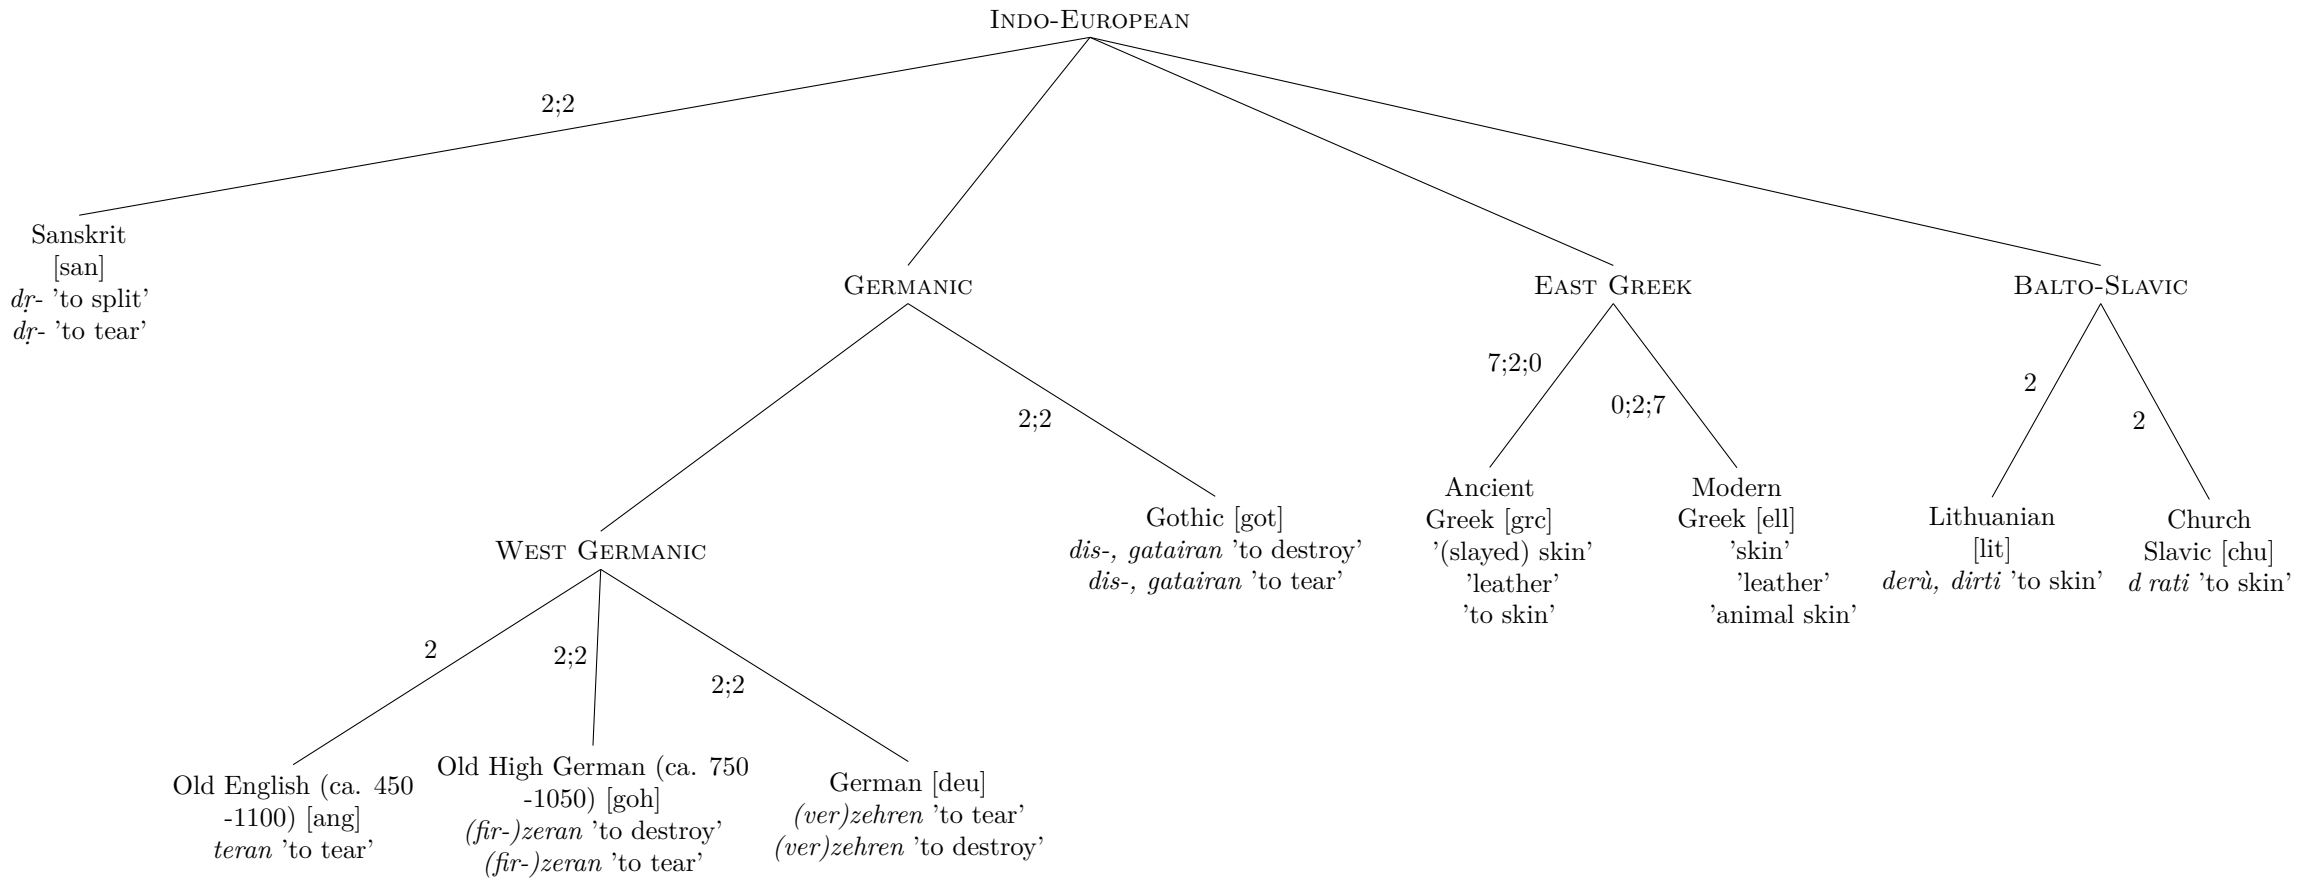 INDO-EUROPEAN
2;2
Sanskrit
[san]
dṛ- 'to split'
dṛ- 'to tear'
GERMANIC
EAST GREEK
BALTO-SLAVIC
7;2;0
0;2;7
2
2
2;2
Ancient
Greek [grc]
'(slayed) skin'
'leather'
'to skin'
Modern
Greek [ell]
'skin'
'leather'
'animal skin'
Lithuanian
[lit]
derù, dirti 'to skin'
Church
Slavic [chu]
d rati 'to skin'
Gothic [got]
dis-, gatairan 'to destroy'
dis-, gatairan 'to tear'
WEST GERMANIC
2
2;2
2;2
Old English (ca. 450
-1100) [ang]
teran 'to tear'
Old High German (ca. 750
-1050) [goh]
(fir-)zeran 'to destroy'
(fir-)zeran 'to tear'
German [deu]
(ver)zehren 'to tear'
(ver)zehren 'to destroy'